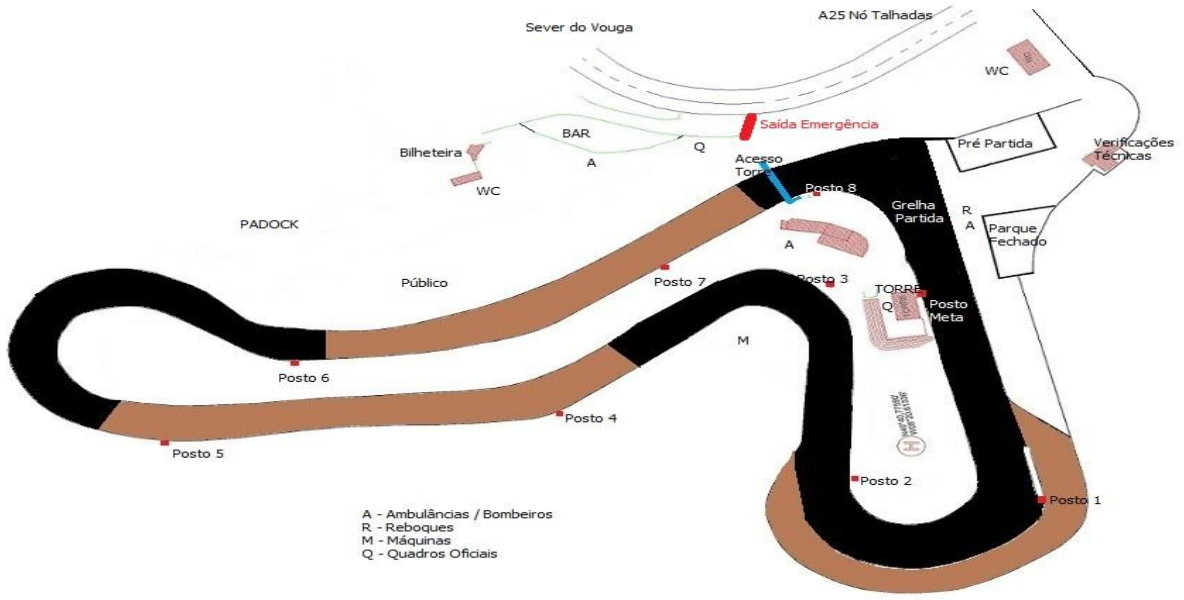 A25 Nó Talhadas
Sever do Vouga
WC
Saída Emergência
BAR
Pré Partida
Verificações
Técnicas
Bilheteira
A
Q
Acesso
Torre
WC
Posto 8
Grelha
Partida
R
A
PADOCK
Parque
Fechado
A
Público
Posto 7
Posto 3
TORRE
Q
Posto
Meta
M
Posto 6
Posto 4
H
Posto 5
Posto 2
Posto 1
A - Ambulâncias / Bombeiros
R - Reboques
M - Máquinas
Q - Quadros Oficiais